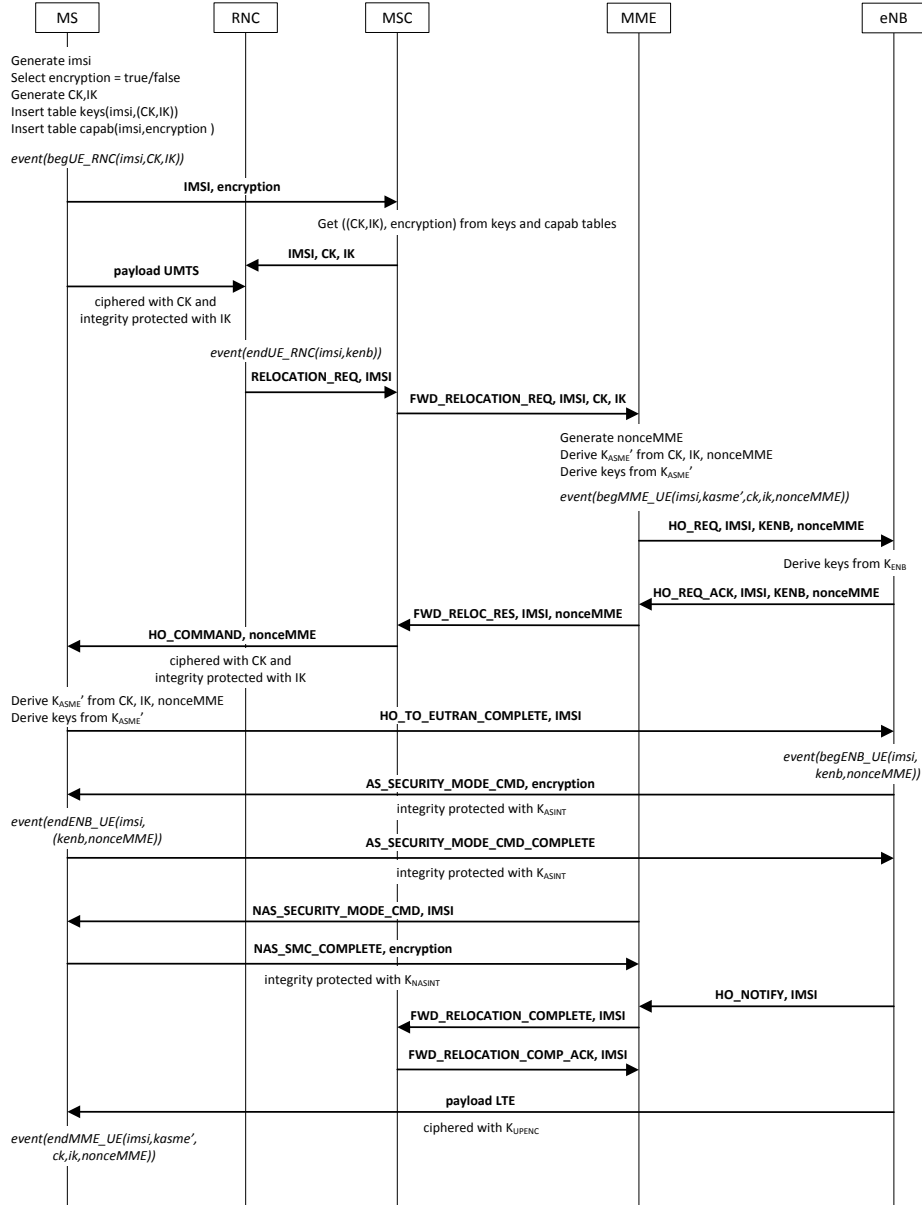 MS
RNC
MSC
MME
eNB
Generate imsi
Select encryption = true/false
Generate CK,IK
Insert table keys(imsi,(CK,IK))
Insert table capab(imsi,encryption )
event(begUE_RNC(imsi,CK,IK))
IMSI, encryption
Get ((CK,IK), encryption) from keys and capab tables
IMSI, CK, IK
payload UMTS
ciphered with CK and
integrity protected with IK
event(endUE_RNC(imsi,kenb))
RELOCATION_REQ, IMSI
FWD_RELOCATION_REQ, IMSI, CK, IK
Generate nonceMME
Derive KASME’ from CK, IK, nonceMME
Derive keys from KASME’
event(begMME_UE(imsi,kasme’,ck,ik,nonceMME))
HO_REQ, IMSI, KENB, nonceMME
Derive keys from KENB
HO_REQ_ACK, IMSI, KENB, nonceMME
FWD_RELOC_RES, IMSI, nonceMME
HO_COMMAND, nonceMME
ciphered with CK and
integrity protected with IK
Derive KASME’ from CK, IK, nonceMME
Derive keys from KASME’
HO_TO_EUTRAN_COMPLETE, IMSI
event(begENB_UE(imsi,
kenb,nonceMME))
AS_SECURITY_MODE_CMD, encryption
integrity protected with KASINT
event(endENB_UE(imsi,
(kenb,nonceMME))
AS_SECURITY_MODE_CMD_COMPLETE
integrity protected with KASINT
NAS_SECURITY_MODE_CMD, IMSI
NAS_SMC_COMPLETE, encryption
integrity protected with KNASINT
HO_NOTIFY, IMSI
FWD_RELOCATION_COMPLETE, IMSI
FWD_RELOCATION_COMP_ACK, IMSI
payload LTE
ciphered with KUPENC
event(endMME_UE(imsi,kasme’,
ck,ik,nonceMME))